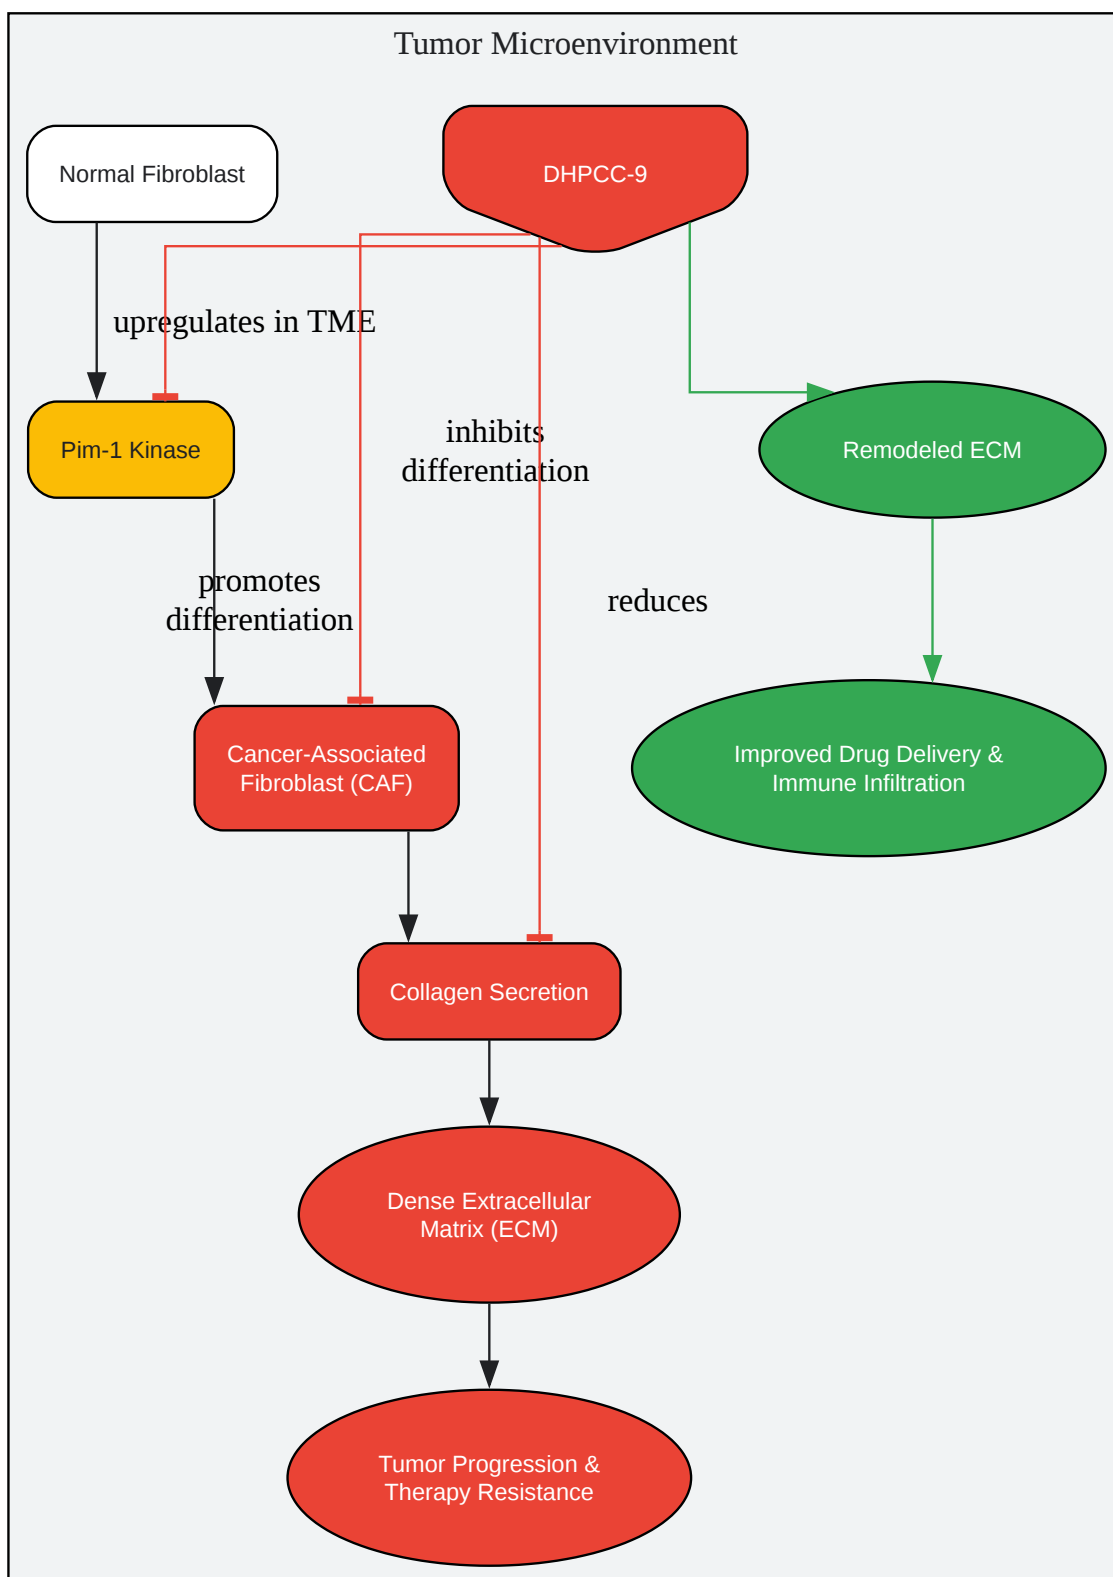 Tumor Microenvironment
Normal Fibroblast
DHPCC-9
upregulates in TME
inhibits
differentiation
Pim-1 Kinase
Remodeled ECM
promotes
differentiation
reduces
Cancer-Associated
Fibroblast (CAF)
Improved Drug Delivery &
Immune Infiltration
Collagen Secretion
Dense Extracellular
Matrix (ECM)
Tumor Progression &
Therapy Resistance